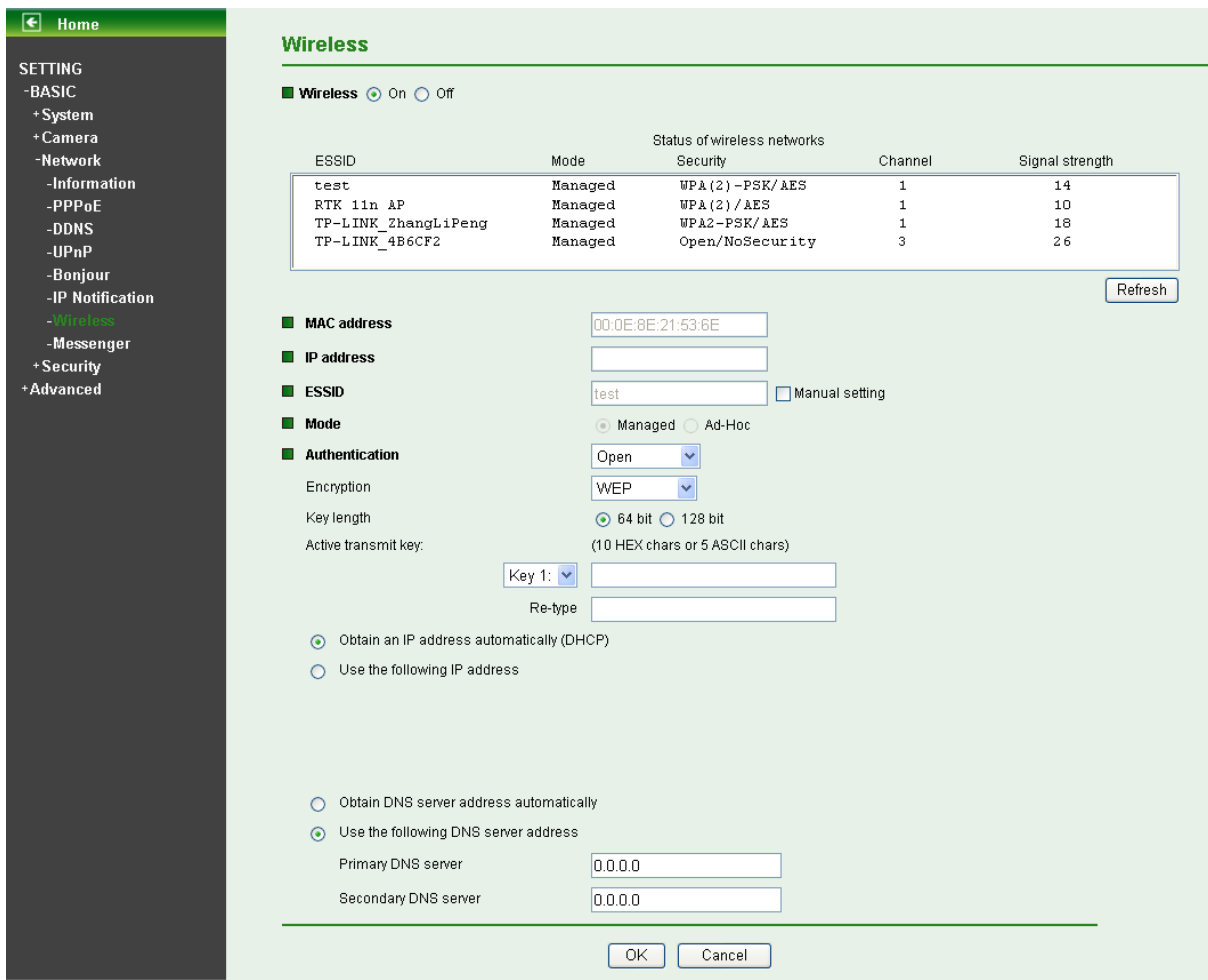 Home
SETTING
-BASIC
+System
+Camera
-Network
-Information
-PPPoE
-DDNS
-UPnP
-Bonjour
-IP Notification
-Wireless
-Messenger
+Security
+Advanced
Wireless
Wireless On Off
Status of wireless networks
ESSID Mode Security Channel Signal strength
test Managed WPA(2)-PSK/AES 1 14
RTK 11n AP Managed WPA(2)/AES 1 10
TP-LINK_ZhangLiPeng Managed WPA2-PSK/AES 1 18
TP-LINK_4B6CF2 Managed Open/NoSecurity 3 26
Refresh
MAC address 00:0E:8E:21:53:6E
IP address
ESSID test Manual setting
Mode Managed Ad-Hoc
Authentication Open
Encryption WEP
Key length 64 bit 128 bit
Active transmit key: (10 HEX chars or 5 ASCII chars)
Key 1:
Re-type
Obtain an IP address automatically (DHCP)
Use the following IP address
Obtain DNS server address automatically
Use the following DNS server address
Primary DNS server 0.0.0.0
Secondary DNS server 0.0.0.0
OK Cancel